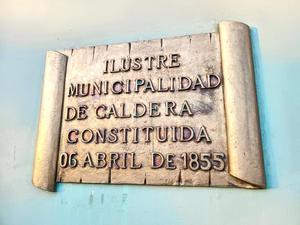 ILUSTRE
MUNICIPALIDAD
DE CALDERA
CONSTITUIDA
06 ABRIL DE 1855